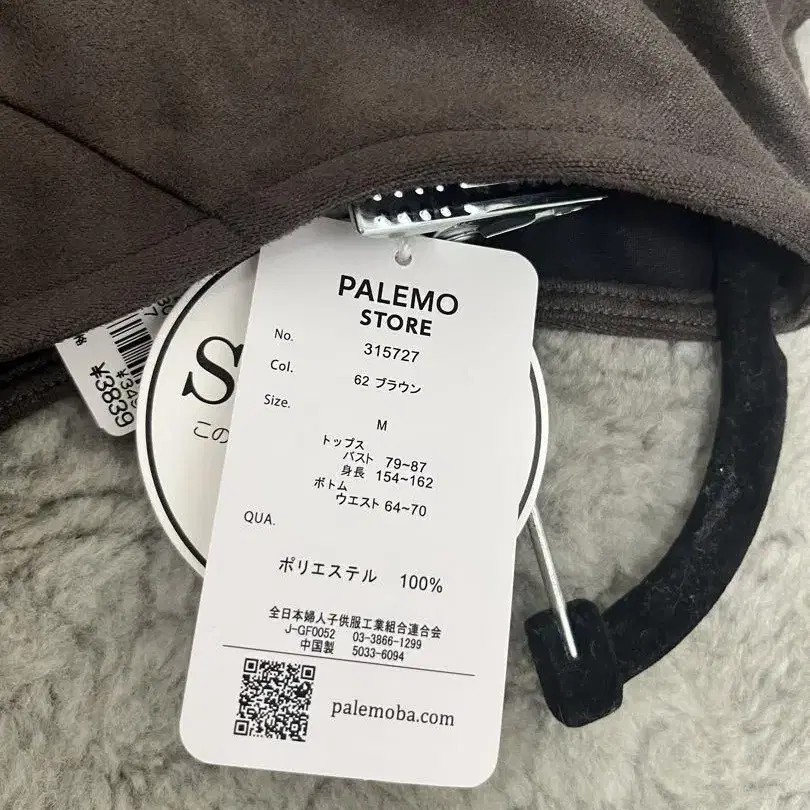 PALEMO
STORE
No. 315727
Col. 62 ブラウン
Size. M
トップス
バスト 79~87
身長 154~162
ボトム
ウエスト 64~70
QUA.
ポリエステル 100%
全日本婦人子供服工業組合連合会
J-GF0052 03-3866-1299
中国製 5033-6094
palemoba.com
S
この